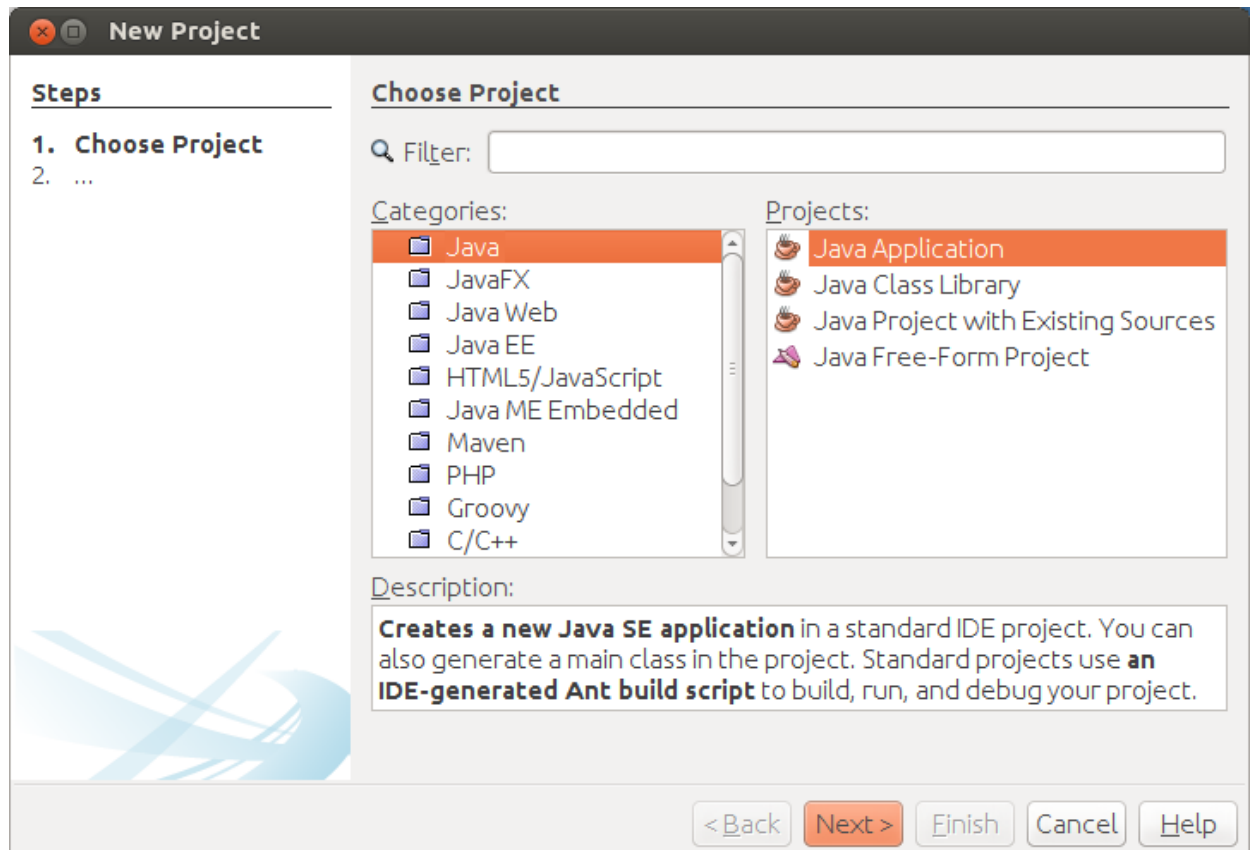 New Project
Steps
1. Choose Project
2. ...
Choose Project
Filter:
Categories:
Java
JavaFX
Java Web
Java EE
HTML5/JavaScript
Java ME Embedded
Maven
PHP
Groovy
C/C++
Projects:
Java Application
Java Class Library
Java Project with Existing Sources
Java Free-Form Project
Description:
Creates a new Java SE application in a standard IDE project. You can
also generate a main class in the project. Standard projects use an
IDE-generated Ant build script to build, run, and debug your project.
< Back Next > Finish Cancel Help